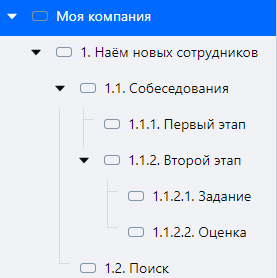 Моя компания
1. Наём новых сотрудников
1.1. Собеседования
1.1.1. Первый этап
1.1.2. Второй этап
1.1.2.1. Задание
1.1.2.2. Оценка
1.2. Поиск